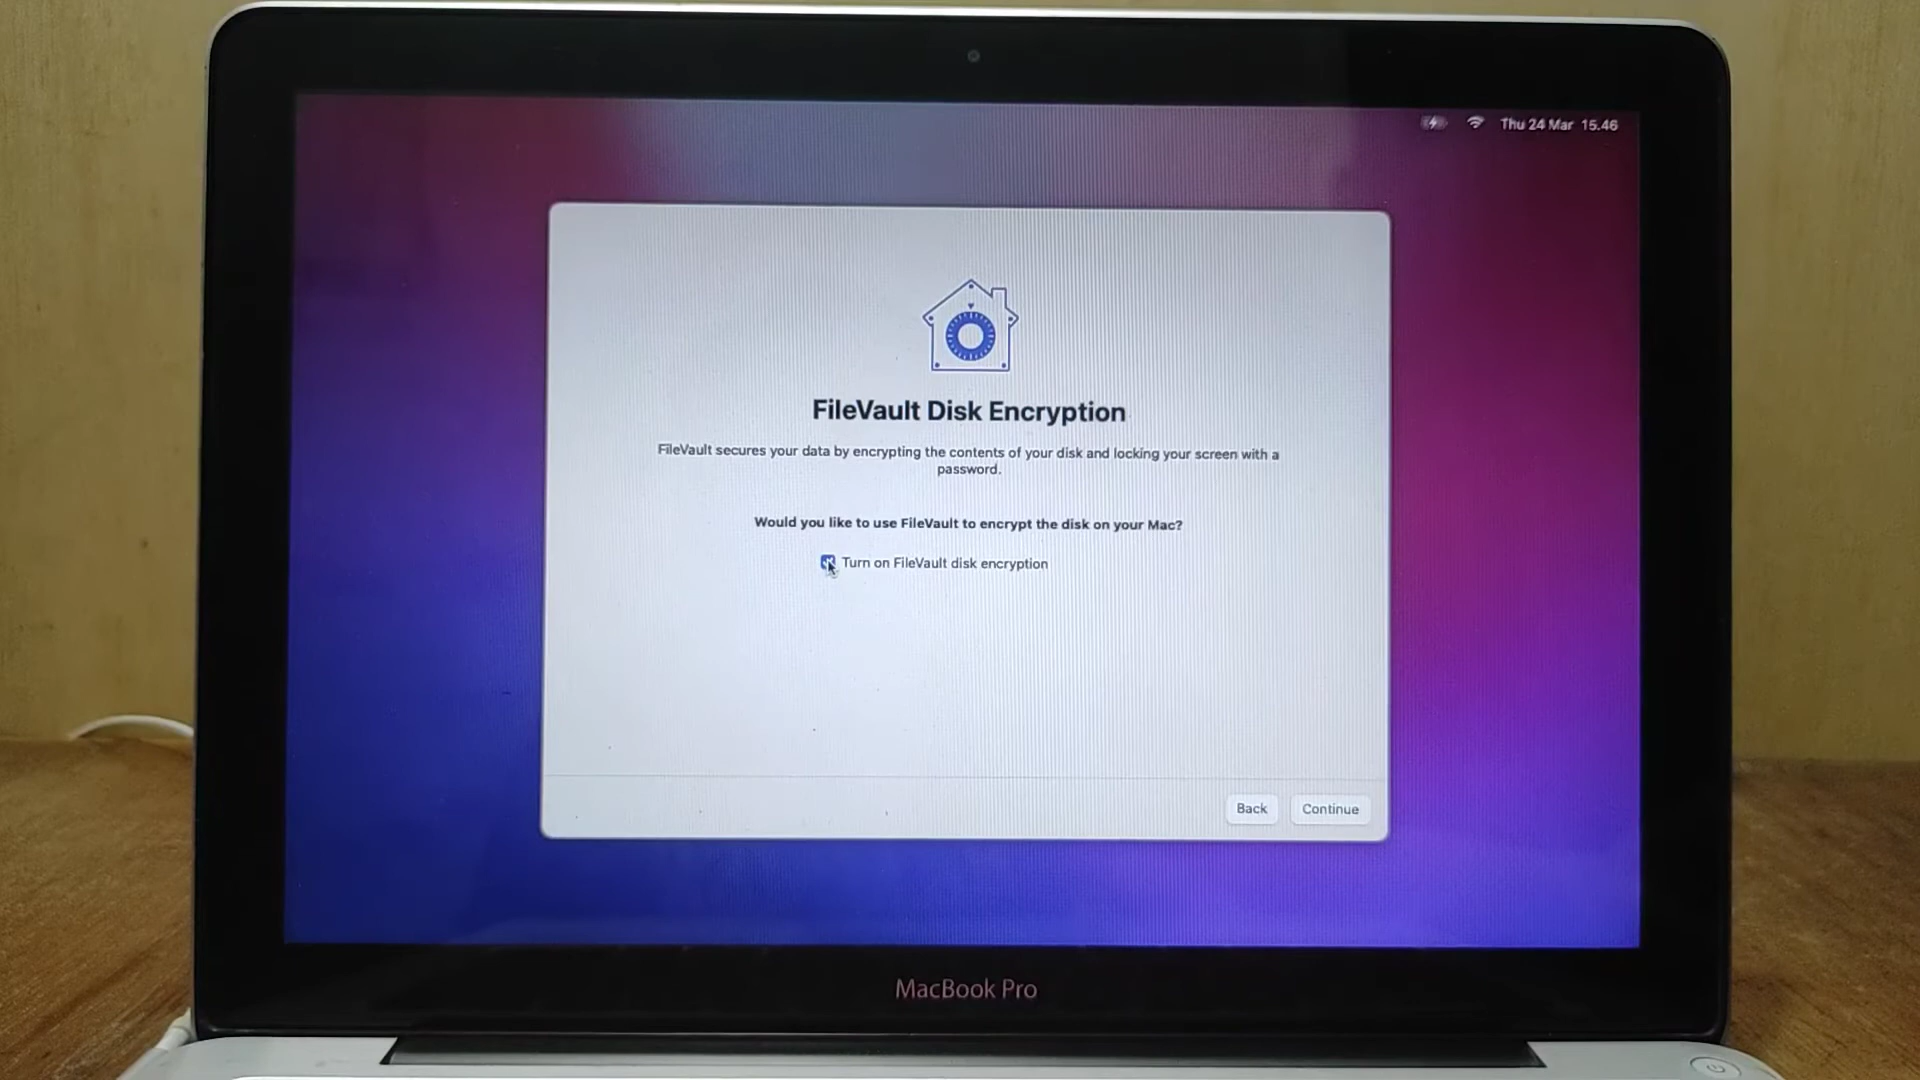 Thu 24 Mar 15.46
FileVault Disk Encryption
FileVault secures your data by encrypting the contents of your disk and locking your screen with a
password.
Would you like to use FileVault to encrypt the disk on your Mac?
Turn on FileVault disk encryption
Back Continue
MacBook Pro